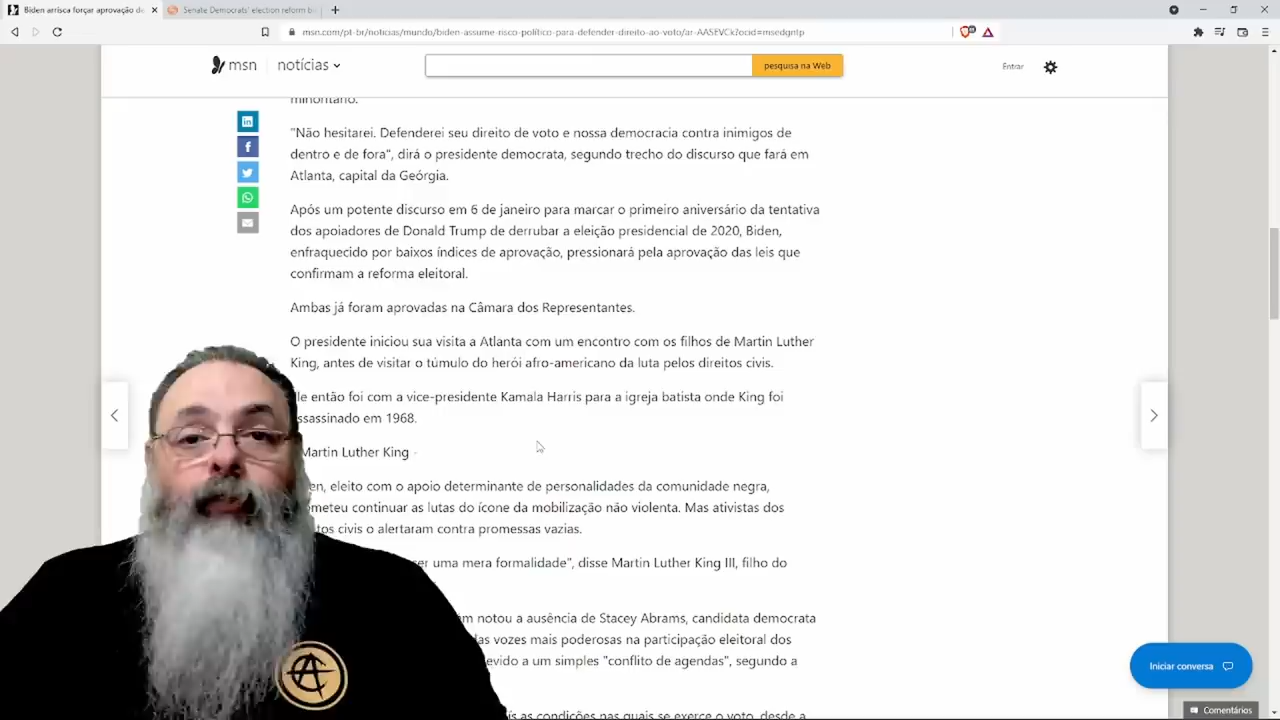 Biden arrisca forçar aprovação de
Senate Democrats' election reform b
msn.com/pt-br/noticias/mundo/biden-assume-risco-politico-para-defender-direito-ao-voto/ar-AASEVCk?ocid=msedgntp
msn
notícias
pesquisa na Web
Entrar
minoritário.
"Não hesitarei. Defenderei seu direito de voto e nossa democracia contra inimigos de
dentro e de fora", dirá o presidente democrata, segundo trecho do discurso que fará em
Atlanta, capital da Geórgia.
Após um potente discurso em 6 de janeiro para marcar o primeiro aniversário da tentativa
dos apoiadores de Donald Trump de derrubar a eleição presidencial de 2020, Biden,
enfraquecido por baixos índices de aprovação, pressionará pela aprovação das leis que
confirmam a reforma eleitoral.
Ambas já foram aprovadas na Câmara dos Representantes.
O presidente iniciou sua visita a Atlanta com um encontro com os filhos de Martin Luther
King, antes de visitar o túmulo do herói afro-americano da luta pelos direitos civis.
le então foi com a vice-presidente Kamala Harris para a igreja batista onde King foi
ssassinado em 1968.
Martin Luther King -
en, eleito com o apoio determinante de personalidades da comunidade negra,
ometeu continuar as lutas do ícone da mobilização não violenta. Mas ativistas dos
tos civis o alertaram contra promessas vazias.
er uma mera formalidade", disse Martin Luther King III, filho do
m notou a ausência de Stacey Abrams, candidata democrata
las vozes mais poderosas na participação eleitoral dos
evido a um simples "conflito de agendas", segundo a
ís as condições nas quais se exerce o voto, desde a
Iniciar conversa
Comentários